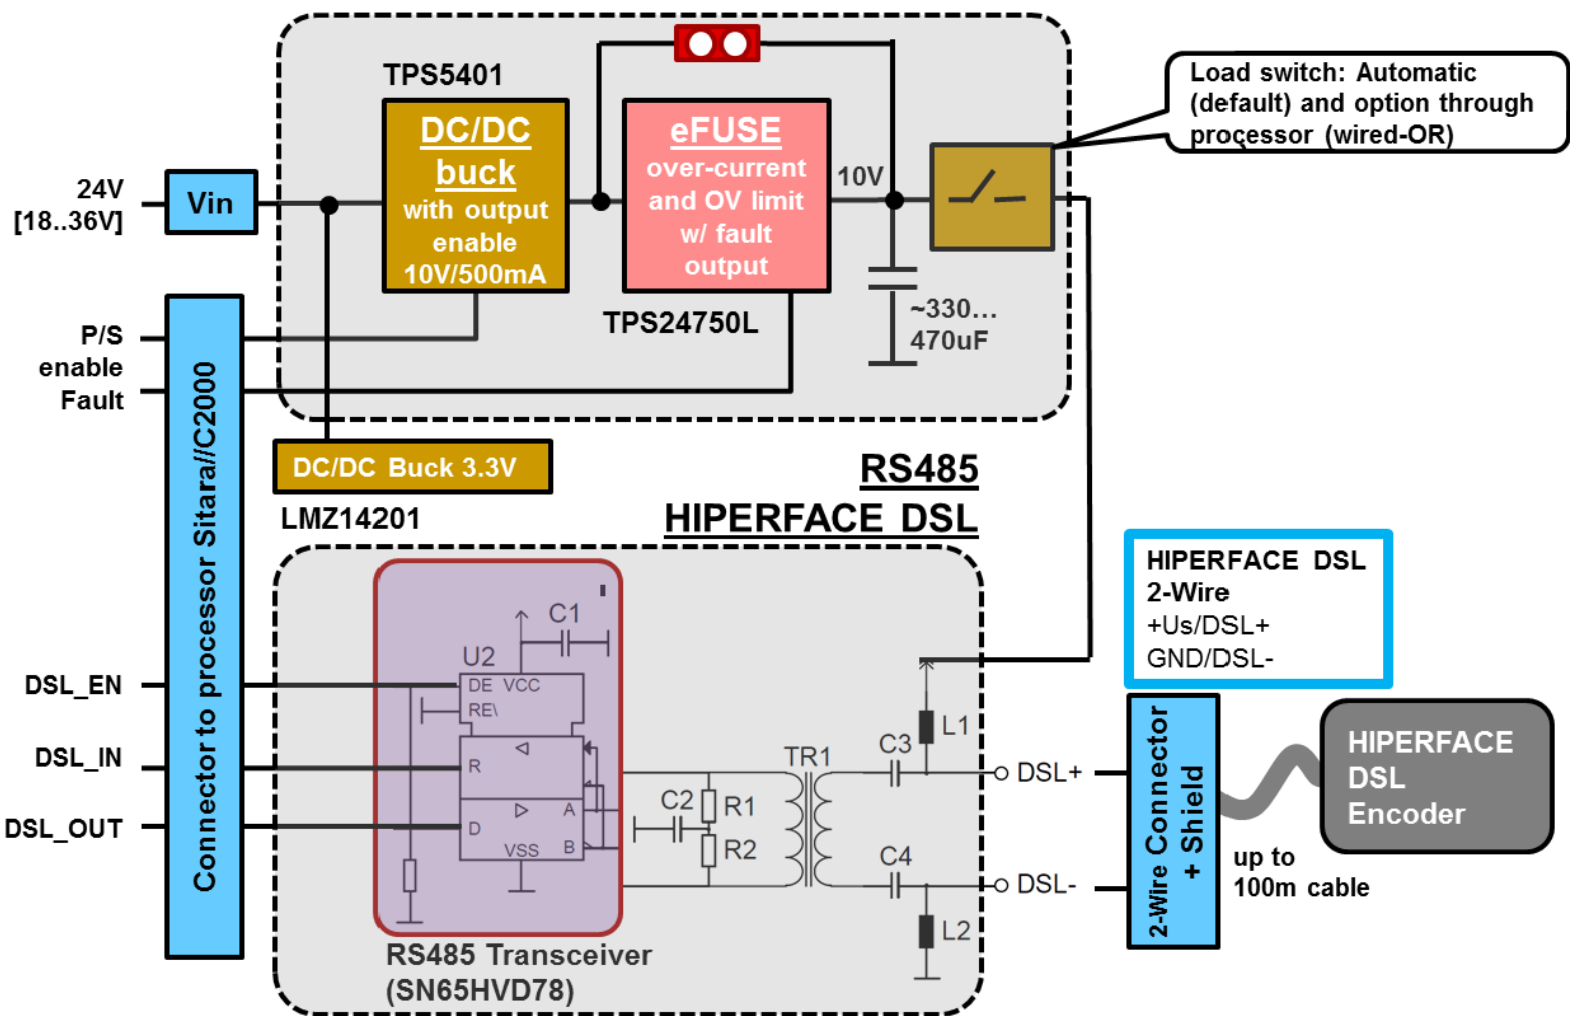 TPS5401
DC/DC
buck
with output
enable
10V/500mA
eFUSE
over-current
and OV limit
w/ fault
output
TPS24750L
10V
~330...
470uF
Load switch: Automatic
(default) and option through
processor (wired-OR)
24V
[18..36V]
Vin
P/S
enable
Fault
Connector to processor Sitara//C2000
DC/DC Buck 3.3V
LMZ14201
RS485
HIPERFACE DSL
DSL_EN
DSL_IN
DSL_OUT
C1
U2
DE
VCC
RE\
R
D
A
B
VSS
RS485 Transceiver
(SN65HVD78)
C2
R1
R2
TR1
C3
L1
C4
L2
DSL+
DSL-
HIPERFACE DSL
2-Wire
+Us/DSL+
GND/DSL-
2-Wire Connector
+ Shield
up to
100m cable
HIPERFACE
DSL
Encoder